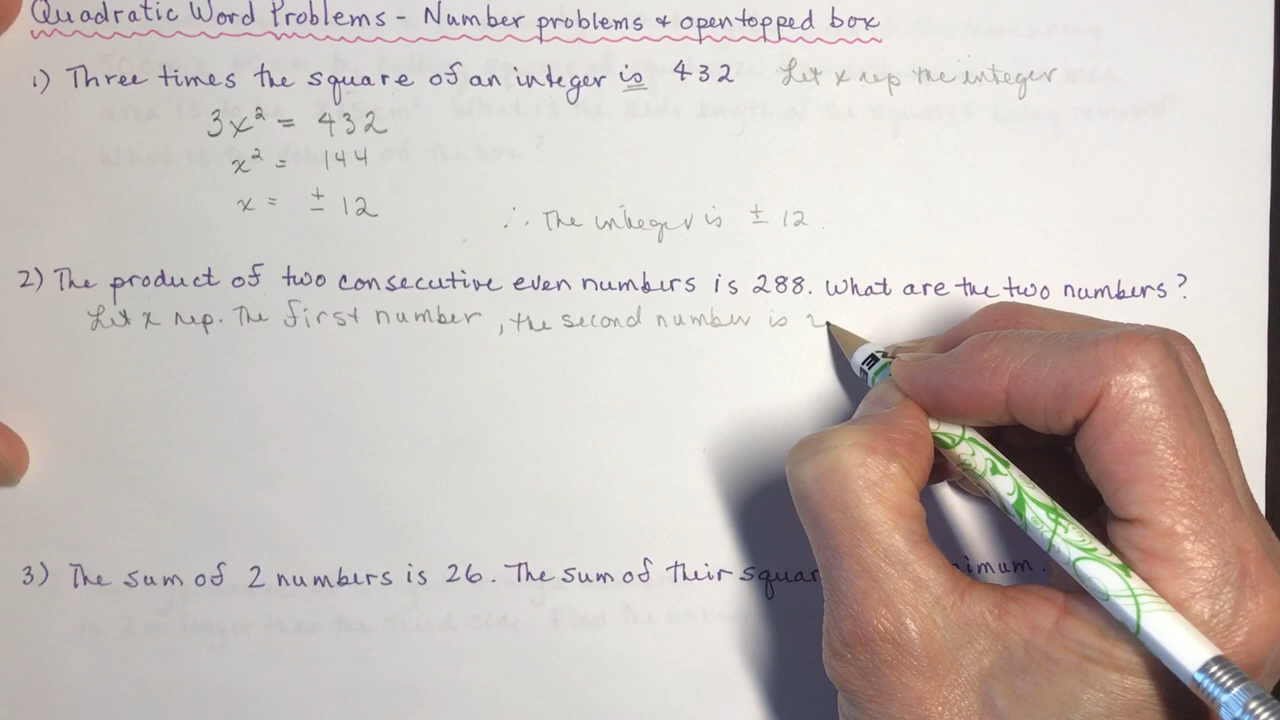 Quadratic Word Problems - Number problems & open topped box
1) Three times the square of an integer is 432 Let x rep the integer
3x² = 432
x² = 144
x = ± 12
∴ The integer is ± 12.
2) The product of two consecutive even numbers is 288. What are the two numbers?
Let x rep. The first number, the second number is
3) The sum of 2 numbers is 26. The sum of their